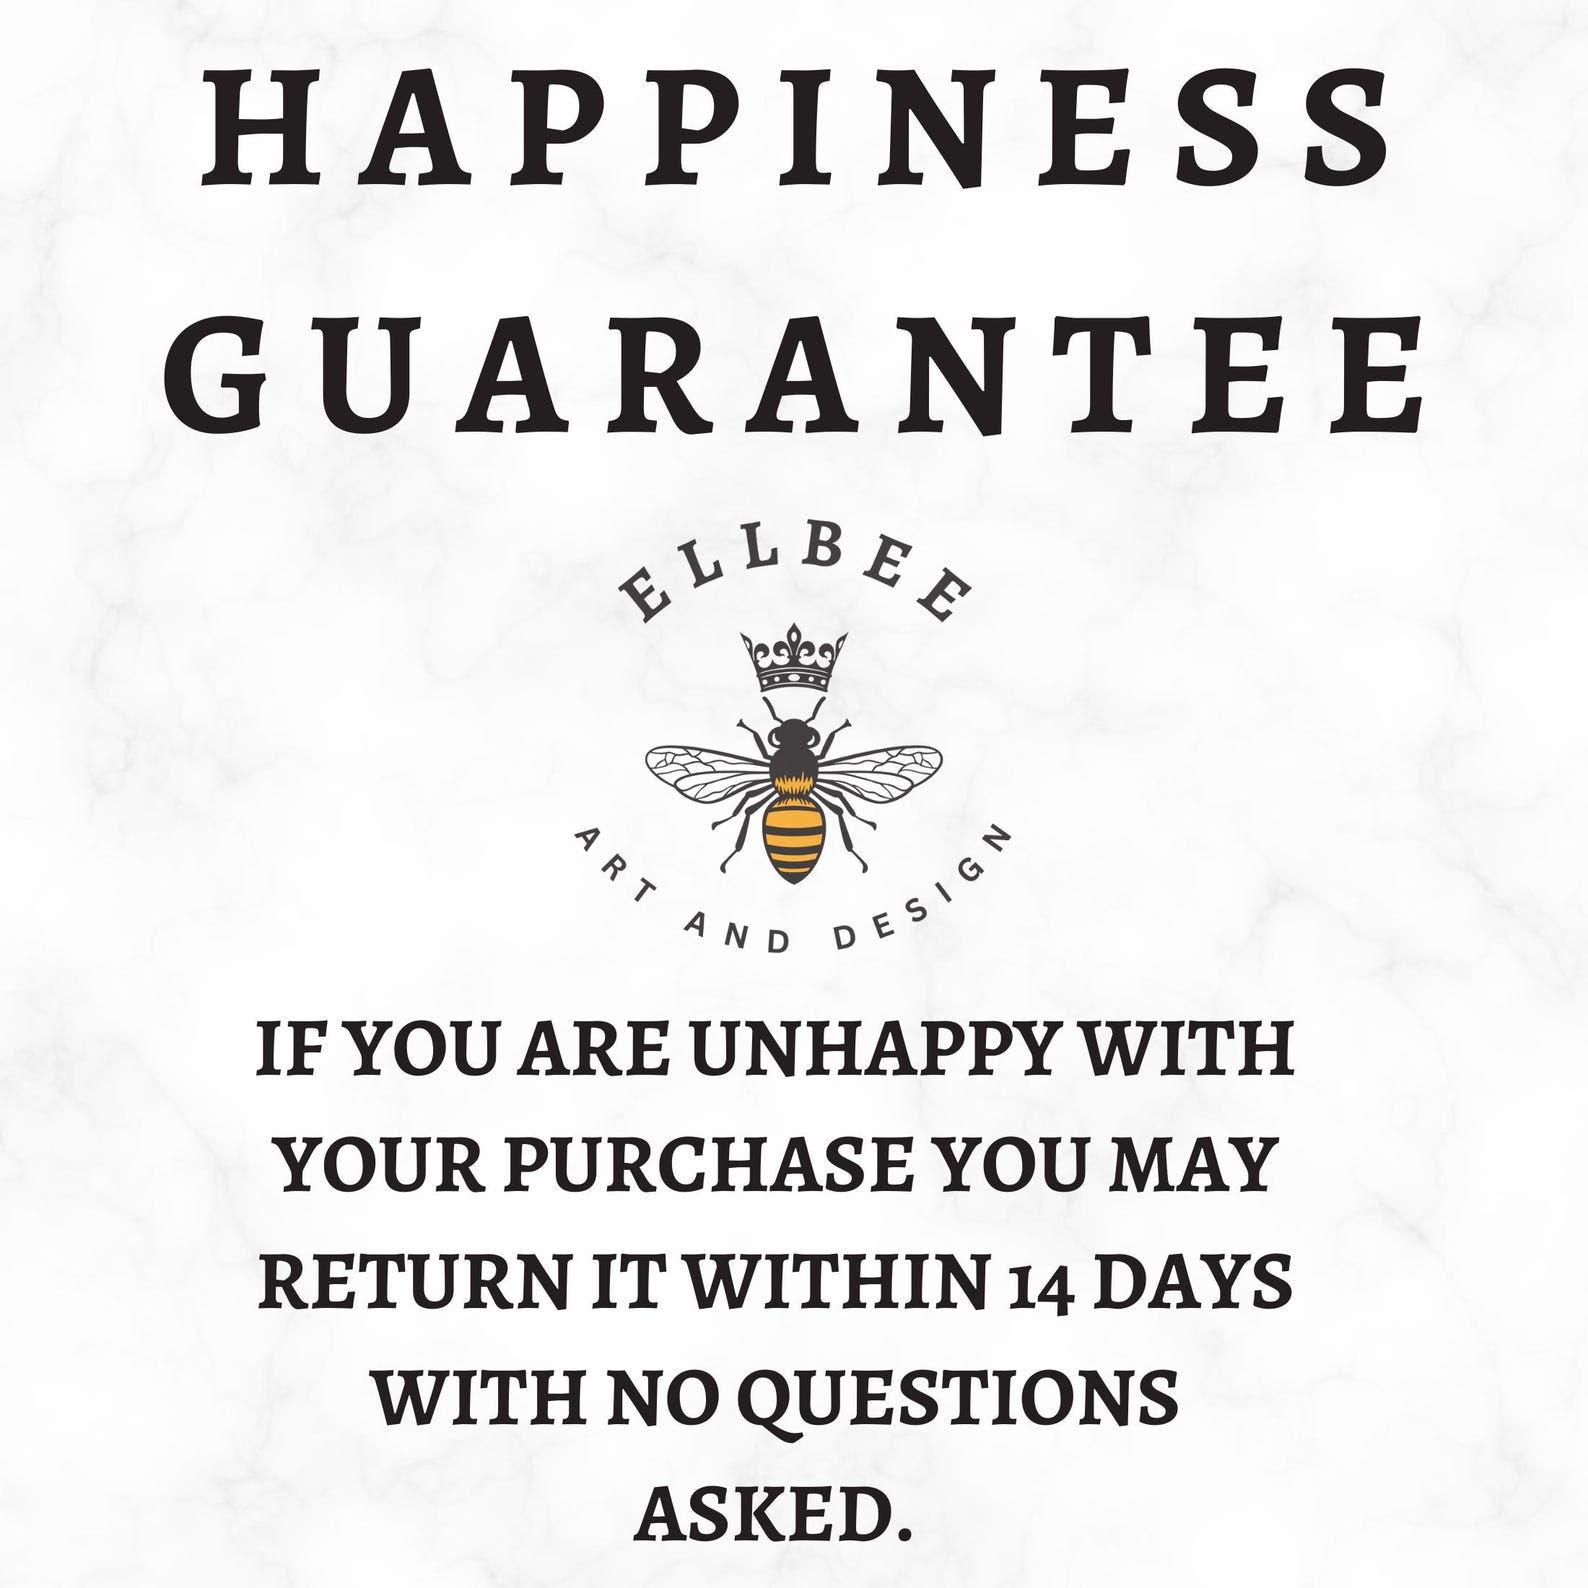 HAPPINESS
GUARANTEE
ELLBEE
ART AND DESIGN
IF YOU ARE UNHAPPY WITH
YOUR PURCHASE YOU MAY
RETURN IT WITHIN 14 DAYS
WITH NO QUESTIONS
ASKED.